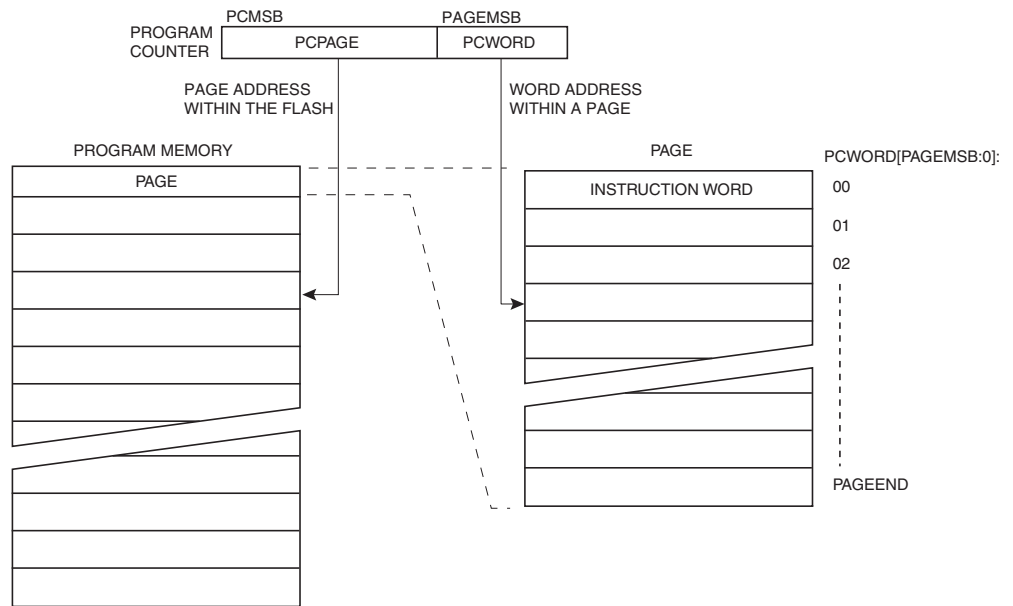 PCMSB
PAGEMSB
PROGRAM
COUNTER
PCPAGE
PCWORD
PAGE ADDRESS
WITHIN THE FLASH
WORD ADDRESS
WITHIN A PAGE
PROGRAM MEMORY
PAGE
PAGE
PCWORD[PAGEMSB:0]:
INSTRUCTION WORD
00
01
02
PAGEEND